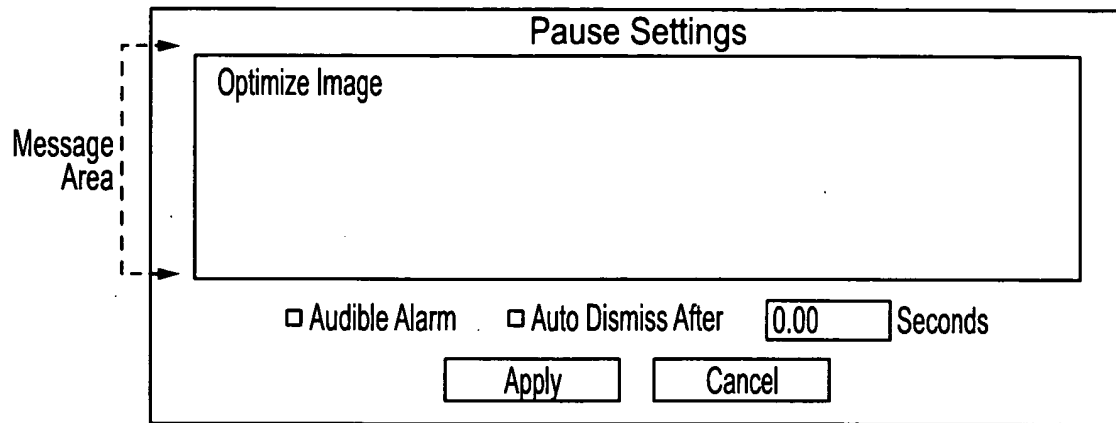 Pause Settings
Optimize Image
Message
Area
Audible Alarm Auto Dismiss After 0.00 Seconds
Apply Cancel